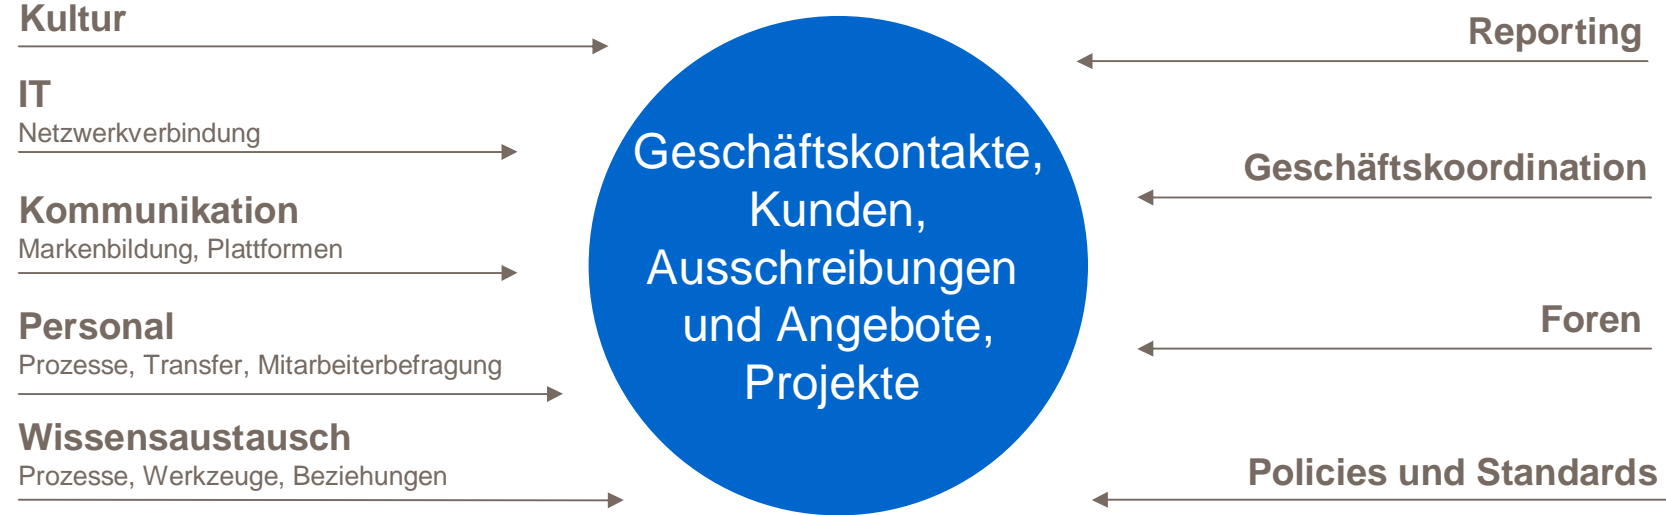 Kultur
IT
Netzwerkverbindung
Kommunikation
Markenbildung, Plattformen
Personal
Prozesse, Transfer, Mitarbeiterbefragung
Wissensaustausch
Prozesse, Werkzeuge, Beziehungen
Geschäftskontakte,
Kunden,
Ausschreibungen
und Angebote,
Projekte
Reporting
Geschäftskoordination
Foren
Policies und Standards